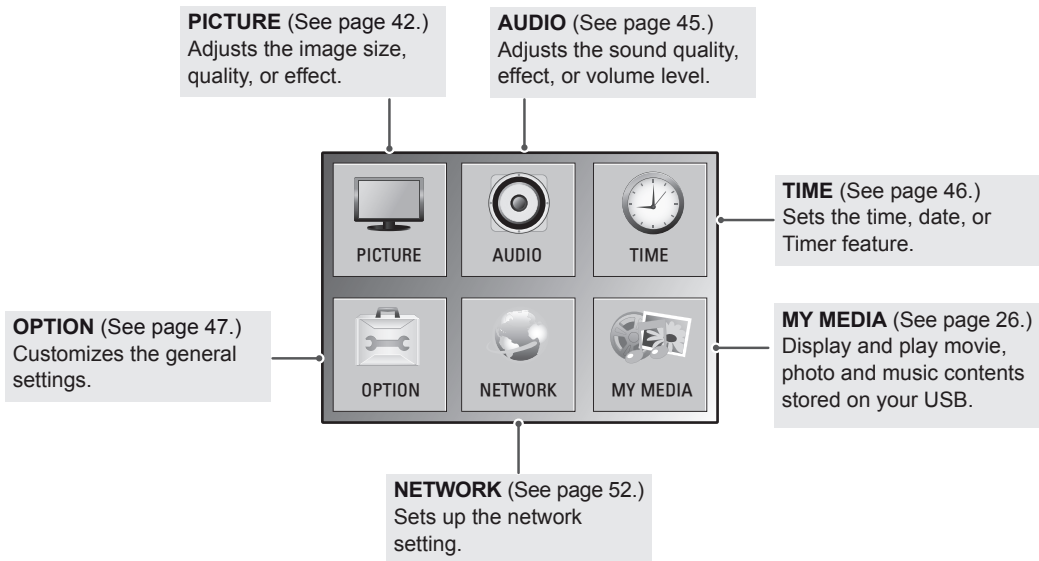 PICTURE (See page 42.)
Adjusts the image size,
quality, or effect.
AUDIO (See page 45.)
Adjusts the sound quality,
effect, or volume level.
PICTURE
AUDIO
TIME
TIME (See page 46.)
Sets the time, date, or
Timer feature.
OPTION (See page 47.)
Customizes the general
settings.
OPTION
NETWORK
MY MEDIA
MY MEDIA (See page 26.)
Display and play movie,
photo and music contents
stored on your USB.
NETWORK (See page 52.)
Sets up the network
setting.